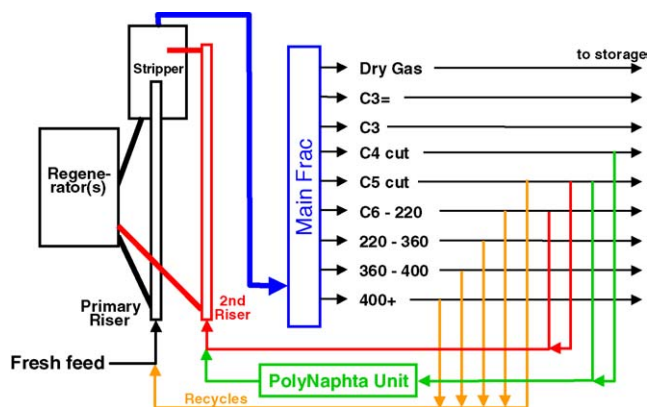 to storage
Stripper
Dry Gas
C3=
C3
C4 cut
Regene-
rator(s)
Main Frac
C5 cut
C6 - 220
220 - 360
360 - 400
400+
Primary
Riser
2nd
Riser
Fresh feed
PolyNaphta Unit
Recycles